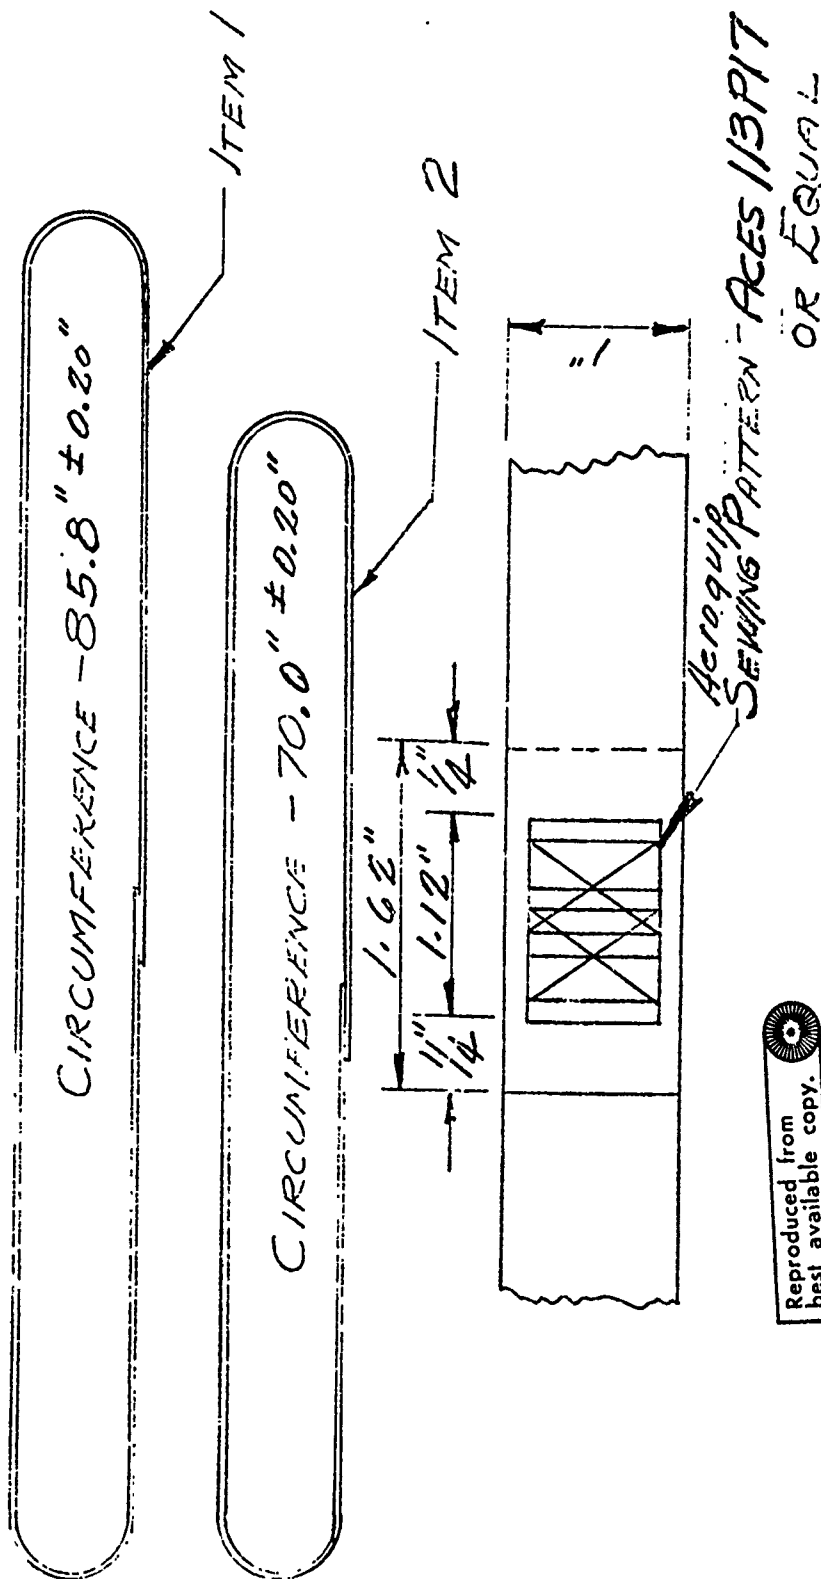 CIRCUMFERENCE - 85.8" ± 0.20"
ITEM 1
CIRCUMFERENCE - 70.0" ± 0.20"
ITEM 2
1.62"
1/4"
1.12"
1/4"
1"
Aeroquip
SEWING PATTERN - ACES 113P17
OR EQUAL
Reproduced from
best available copy.